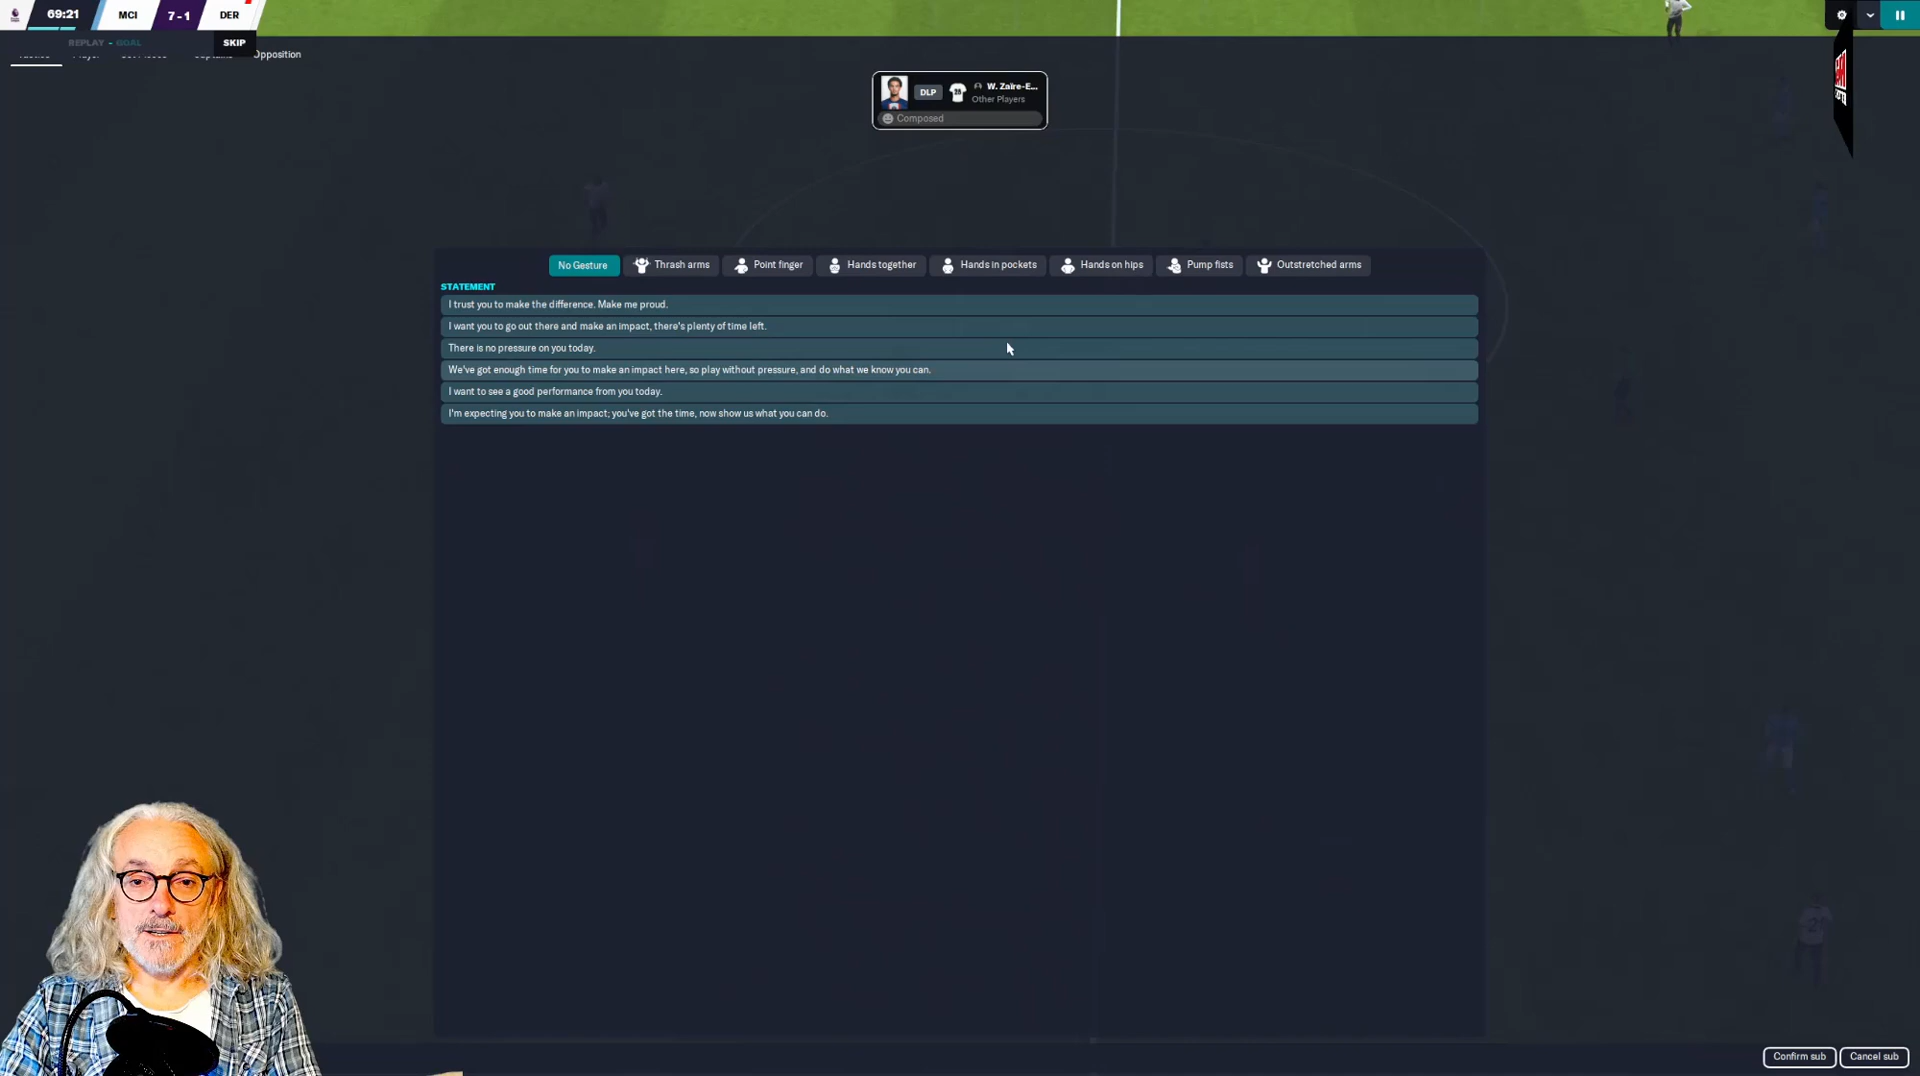 69:21 MCI 7 - 1 DER
REPLAY - GOAL SKIP
Opposition
DLP 28 W. Zaïre-E...
Other Players
Composed
No Gesture Thrash arms Point finger Hands together Hands in pockets Hands on hips Pump fists Outstretched arms
STATEMENT
I trust you to make the difference. Make me proud.
I want you to go out there and make an impact, there's plenty of time left.
There is no pressure on you today.
We've got enough time for you to make an impact here, so play without pressure, and do what we know you can.
I want to see a good performance from you today.
I'm expecting you to make an impact; you've got the time, now show us what you can do.
Confirm sub Cancel sub